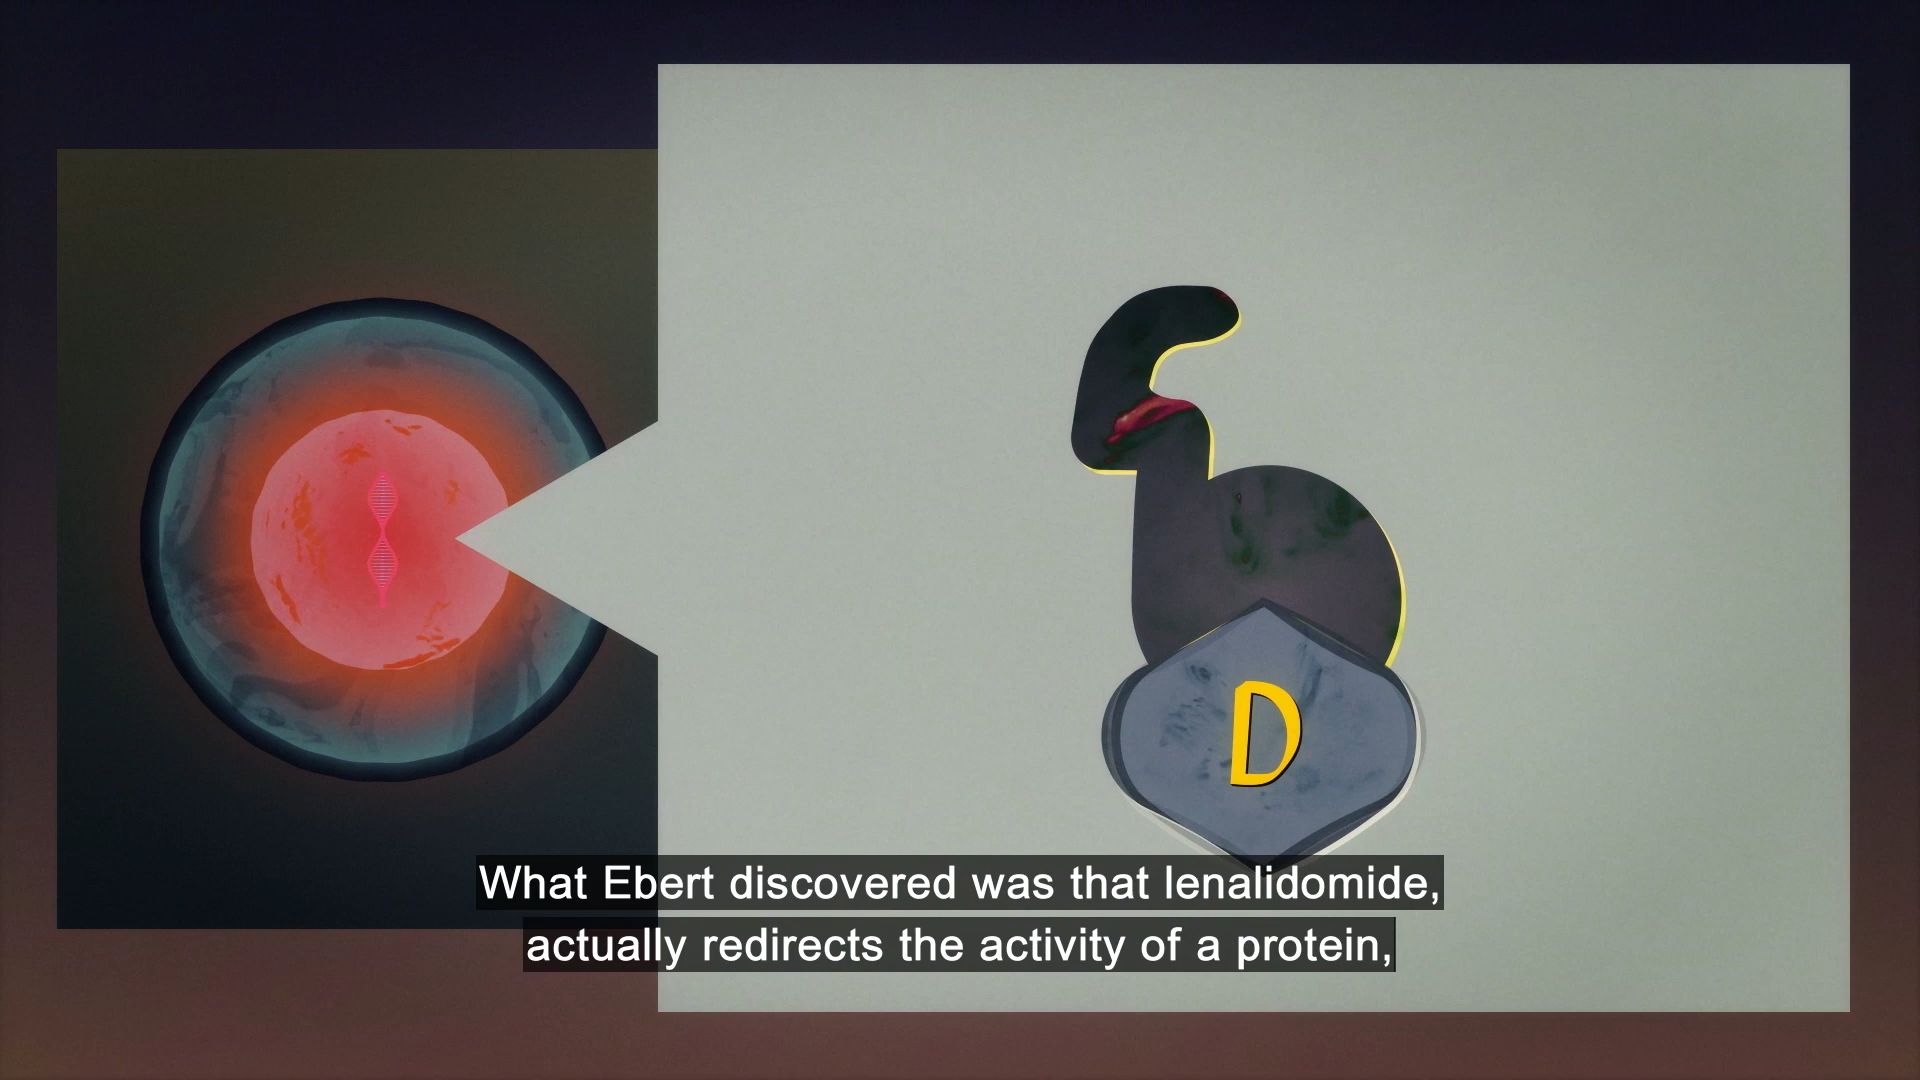 D
What Ebert discovered was that lenalidomide,
actually redirects the activity of a protein,